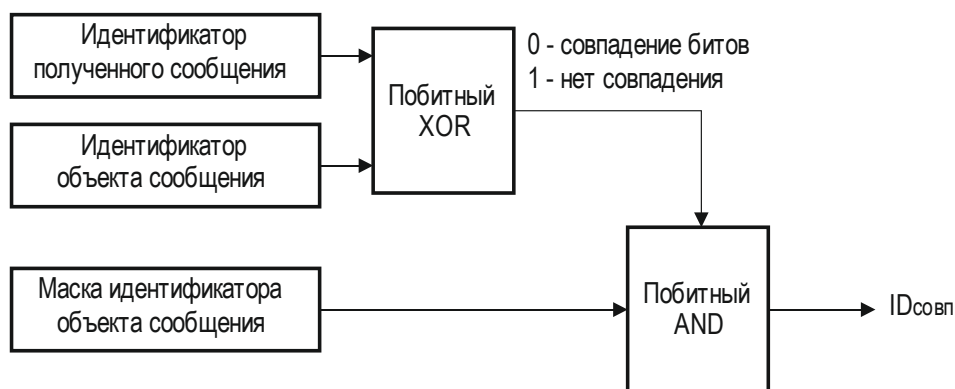 Идентификатор
полученного сообщения
0 - совпадение битов
1 - нет совпадения
Побитный
XOR
Идентификатор
объекта сообщения
Маска идентификатора
объекта сообщения
Побитный
AND
IDсовп